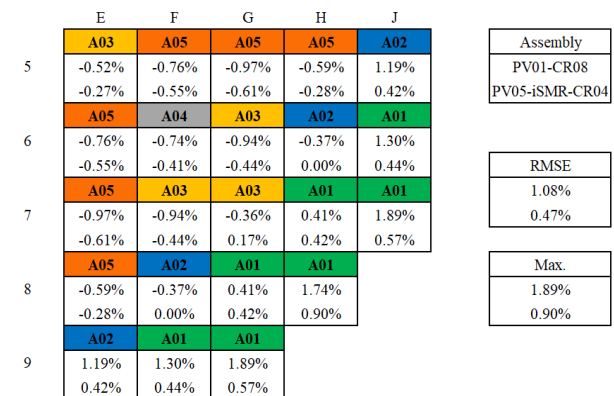 E F G H J
A03 A05 A05 A05 A02 Assembly
5 -0.52% -0.76% -0.97% -0.59% 1.19% PV01-CR08
-0.27% -0.55% -0.61% -0.28% 0.42% PV05-iSMR-CR04
A05 A04 A03 A02 A01
6 -0.76% -0.74% -0.94% -0.37% 1.30%
-0.55% -0.41% -0.44% 0.00% 0.44% RMSE
A05 A03 A03 A01 A01 1.08%
7 -0.97% -0.94% -0.36% 0.41% 1.89% 0.47%
-0.61% -0.44% 0.17% 0.42% 0.57%
A05 A02 A01 A01 Max.
8 -0.59% -0.37% 0.41% 1.74% 1.89%
-0.28% 0.00% 0.42% 0.90% 0.90%
A02 A01 A01
9 1.19% 1.30% 1.89%
0.42% 0.44% 0.57%